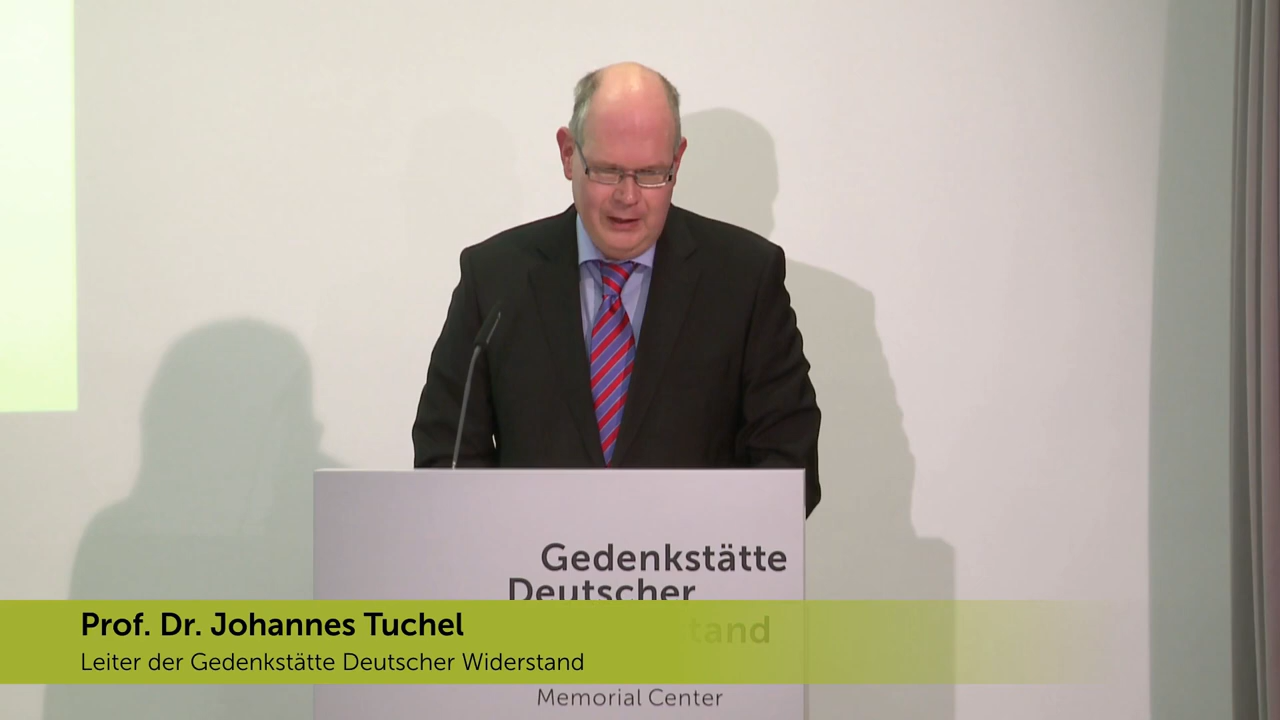 Gedenkstätte
Deutscher
tand
Prof. Dr. Johannes Tuchel
Leiter der Gedenkstätte Deutscher Widerstand
Memorial Center